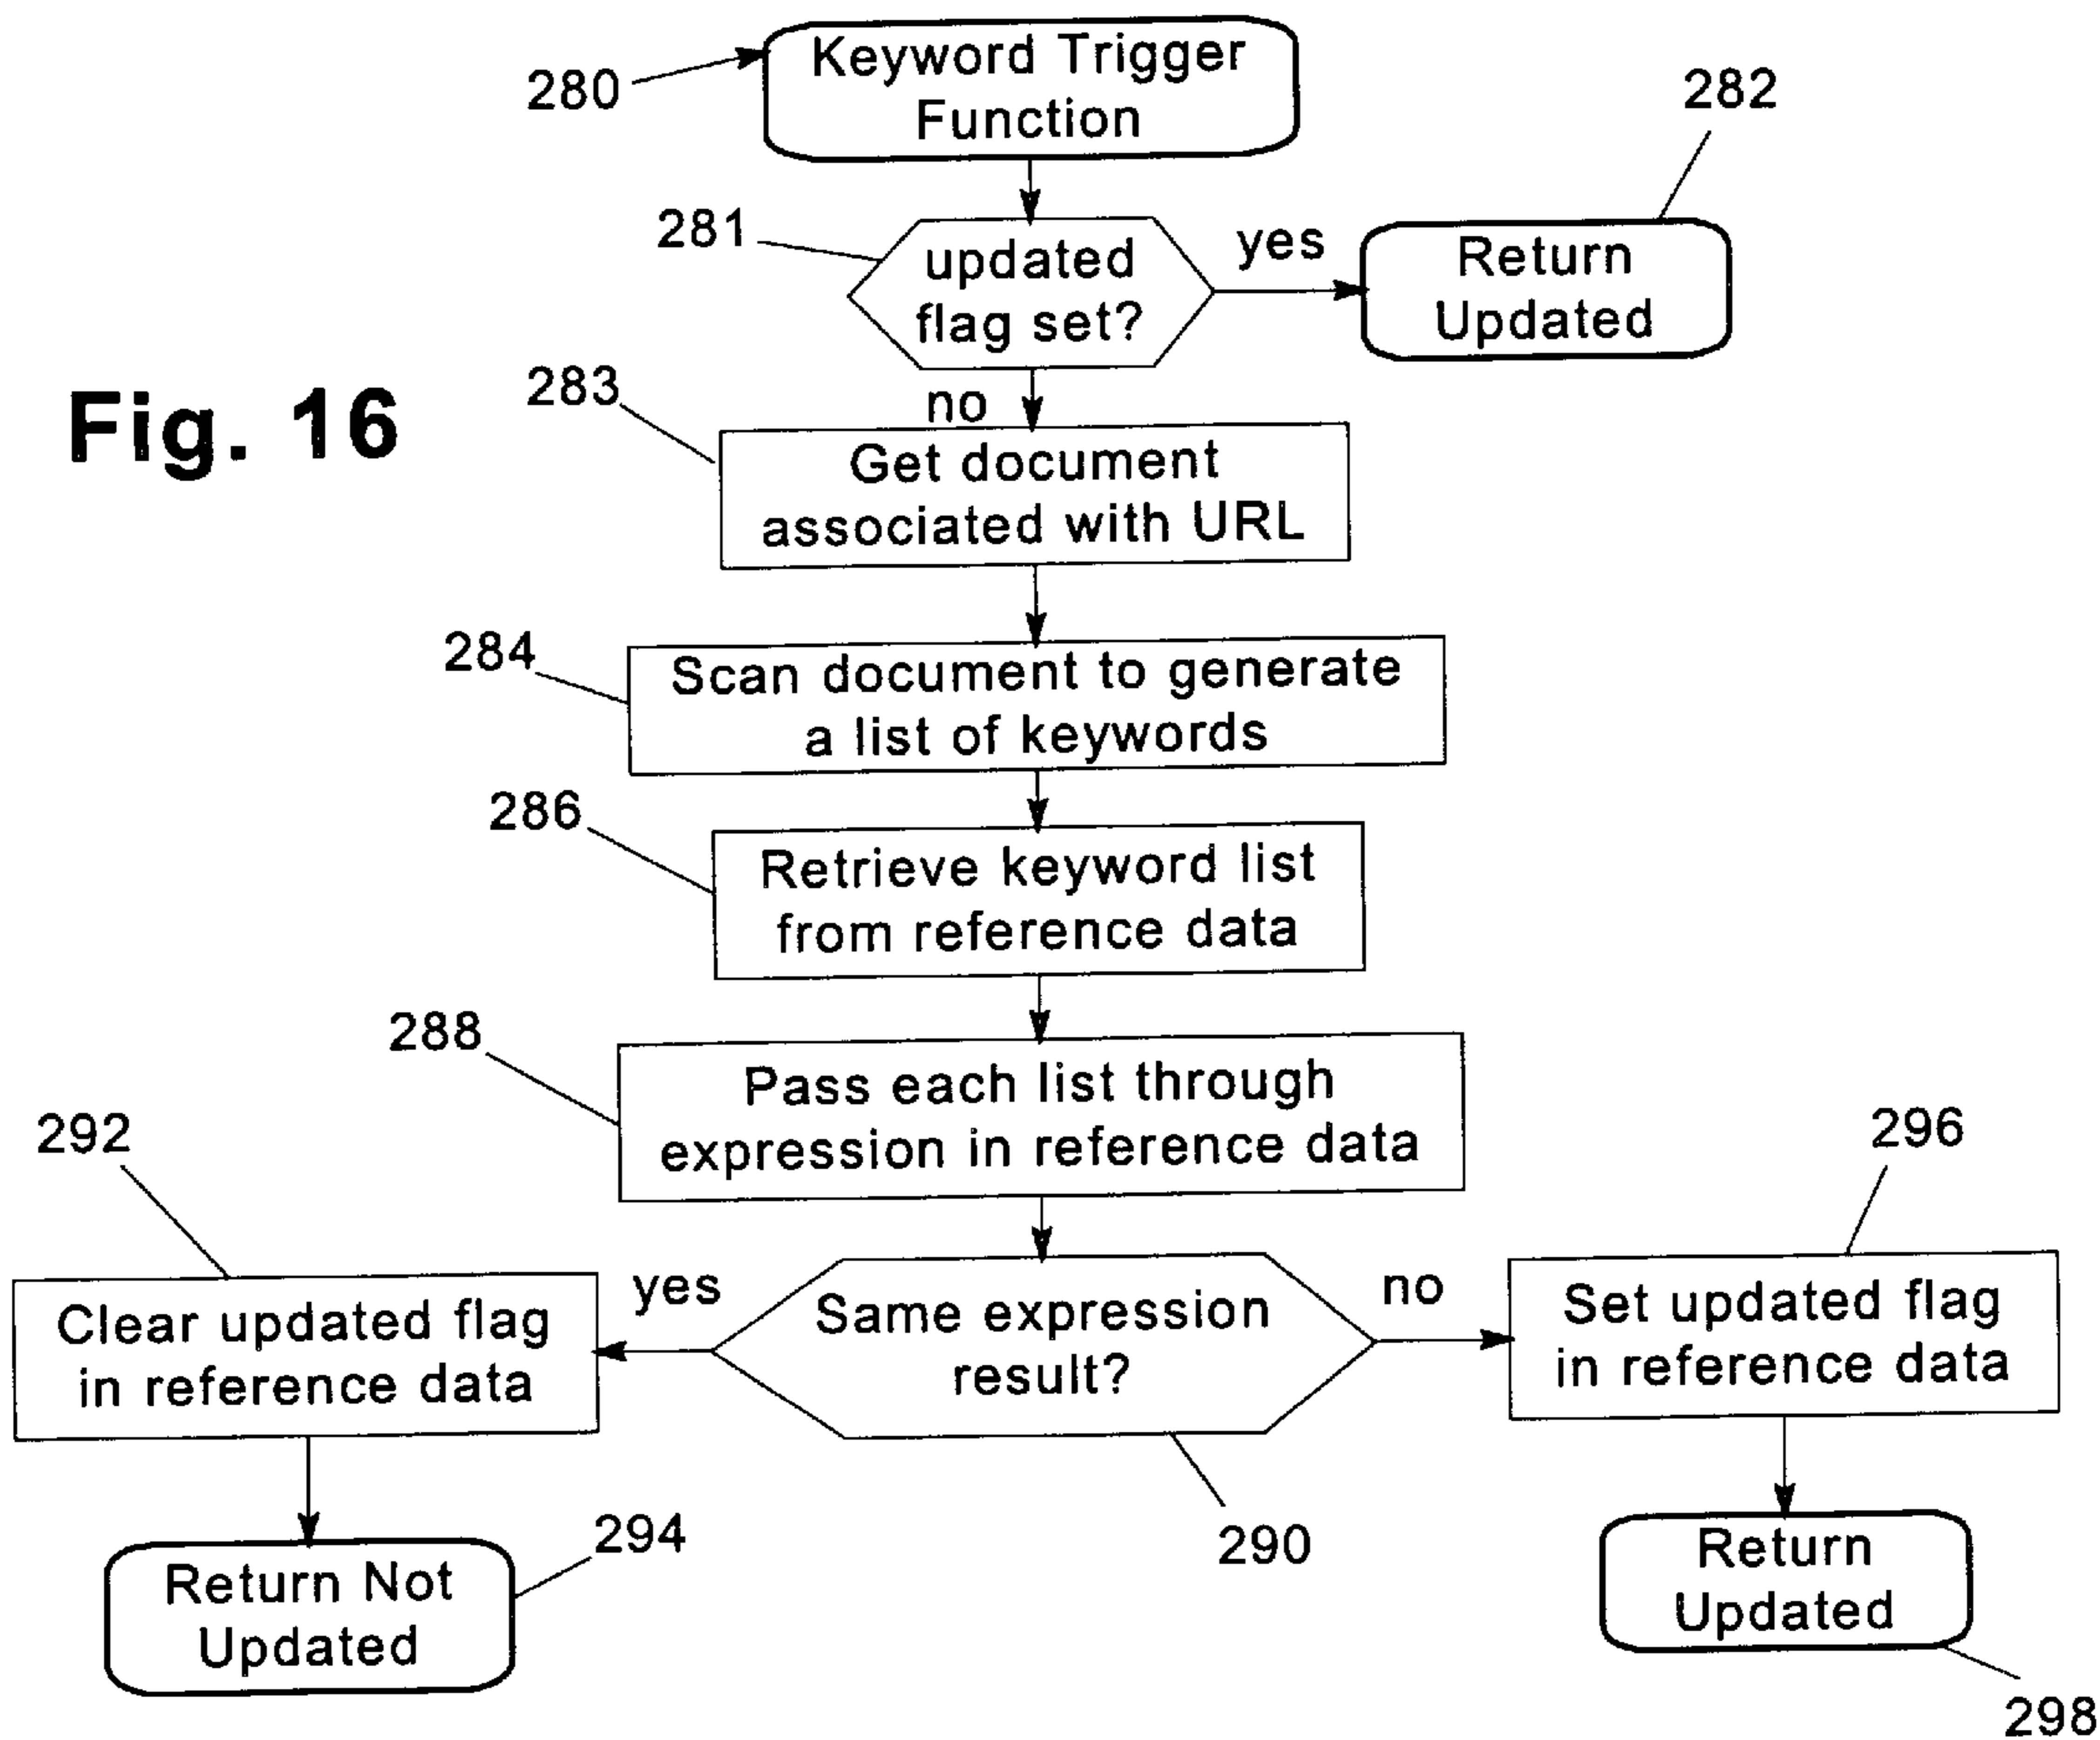 280
Keyword Trigger
Function
282
281
updated
flag set?
yes
Return
Updated
Fig. 16
283
no
Get document
associated with URL
284
Scan document to generate
a list of keywords
286
Retrieve keyword list
from reference data
288
Pass each list through
expression in reference data
292
296
Clear updated flag
in reference data
yes
Same expression
result?
no
Set updated flag
in reference data
294
290
Return Not
Updated
Return
Updated
298